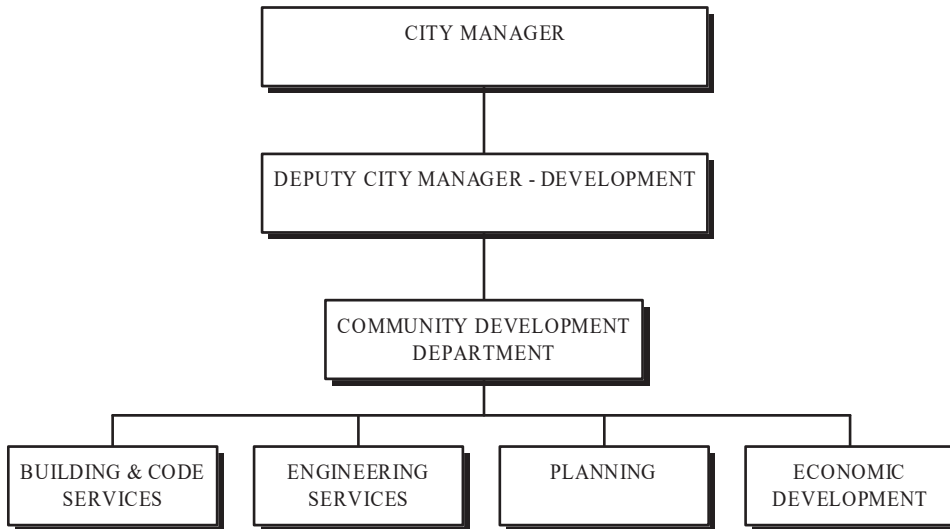 CITY MANAGER
DEPUTY CITY MANAGER - DEVELOPMENT
COMMUNITY DEVELOPMENT
DEPARTMENT
BUILDING & CODE
SERVICES
ENGINEERING
SERVICES
PLANNING
ECONOMIC
DEVELOPMENT